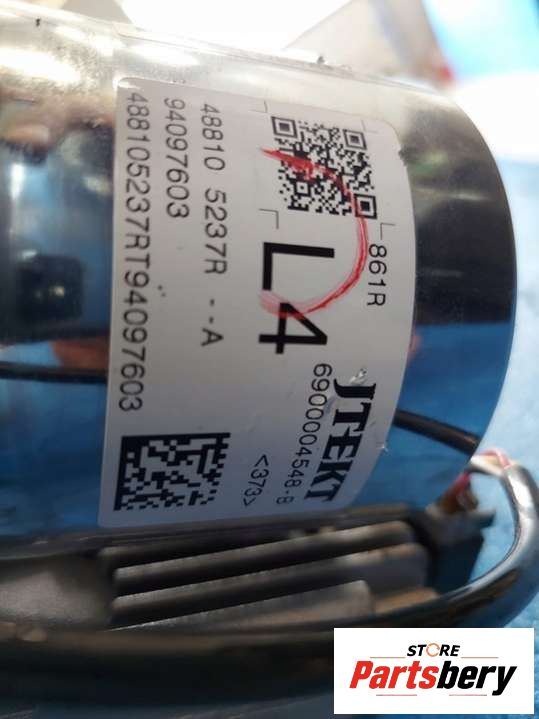 861R
L4
JTEKT
6900004548-B
<373>
48810 5237R --A
94097603
488105237RT94097603
STORE
Partsbery